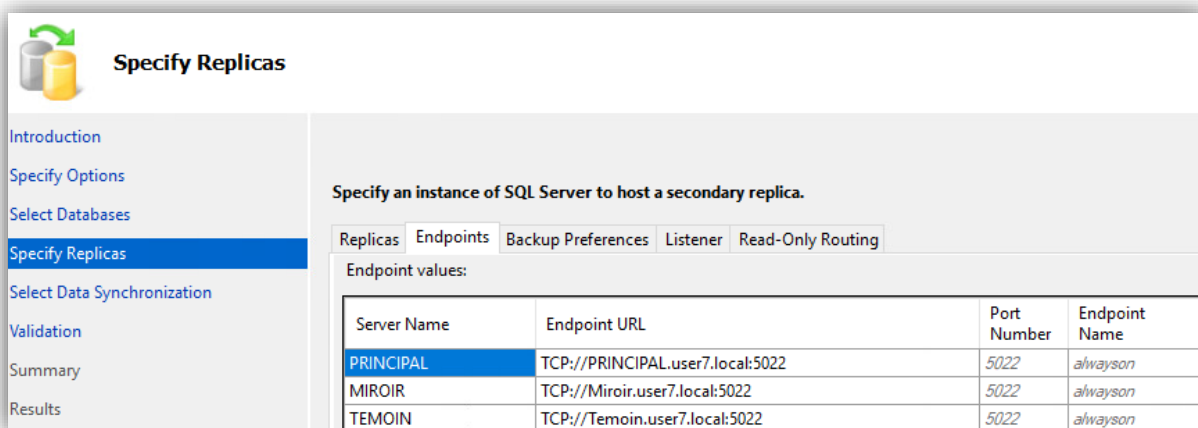 Specify Replicas
Introduction
Specify Options
Select Databases
Specify Replicas
Select Data Synchronization
Validation
Summary
Results
Specify an instance of SQL Server to host a secondary replica.
Replicas Endpoints Backup Preferences Listener Read-Only Routing
Endpoint values:
Server Name Endpoint URL Port Number Endpoint Name
PRINCIPAL TCP://PRINCIPAL.user7.local:5022 5022 alwayson
MIROIR TCP://Miroir.user7.local:5022 5022 alwayson
TEMOIN TCP://Temoin.user7.local:5022 5022 alwayson